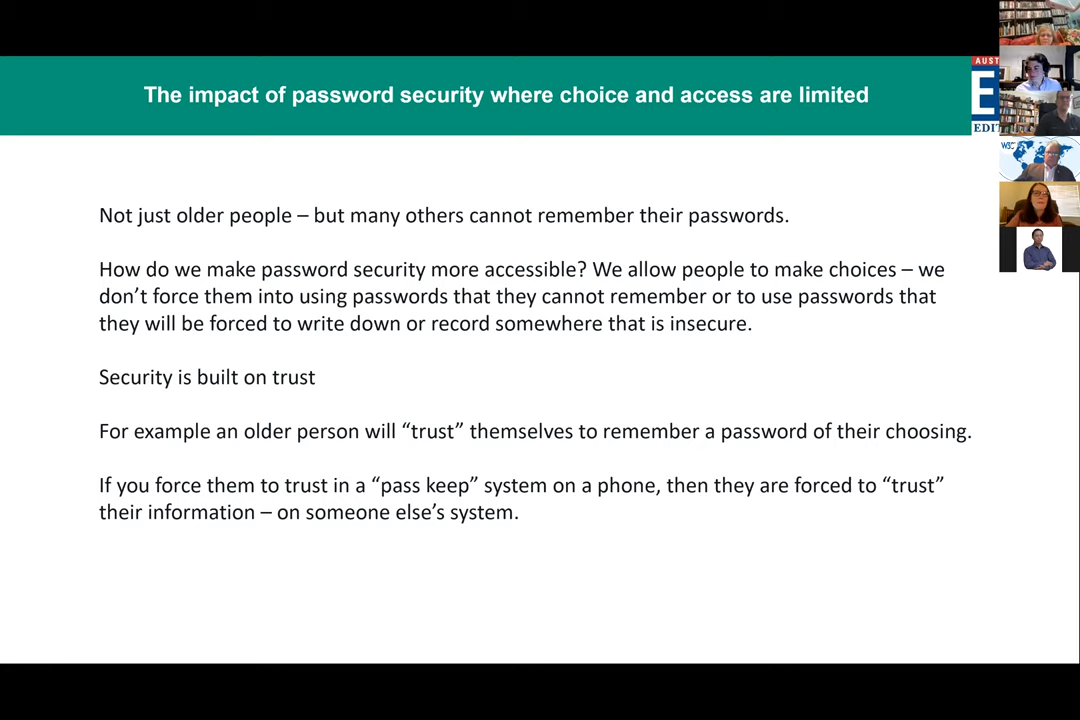 The impact of password security where choice and access are limited
AUST
E
EDIT
W3C
Not just older people – but many others cannot remember their passwords.
How do we make password security more accessible? We allow people to make choices – we
don’t force them into using passwords that they cannot remember or to use passwords that
they will be forced to write down or record somewhere that is insecure.
Security is built on trust
For example an older person will “trust” themselves to remember a password of their choosing.
If you force them to trust in a “pass keep” system on a phone, then they are forced to “trust”
their information – on someone else’s system.